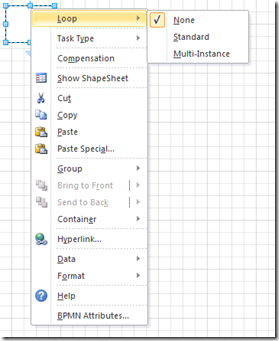 Loop
None
Standard
Multi-Instance
Task Type
Compensation
Show ShapeSheet
Cut
Copy
Paste
Paste Special...
Group
Bring to Front
Send to Back
Container
Hyperlink...
Data
Format
Help
BPMN Attributes...